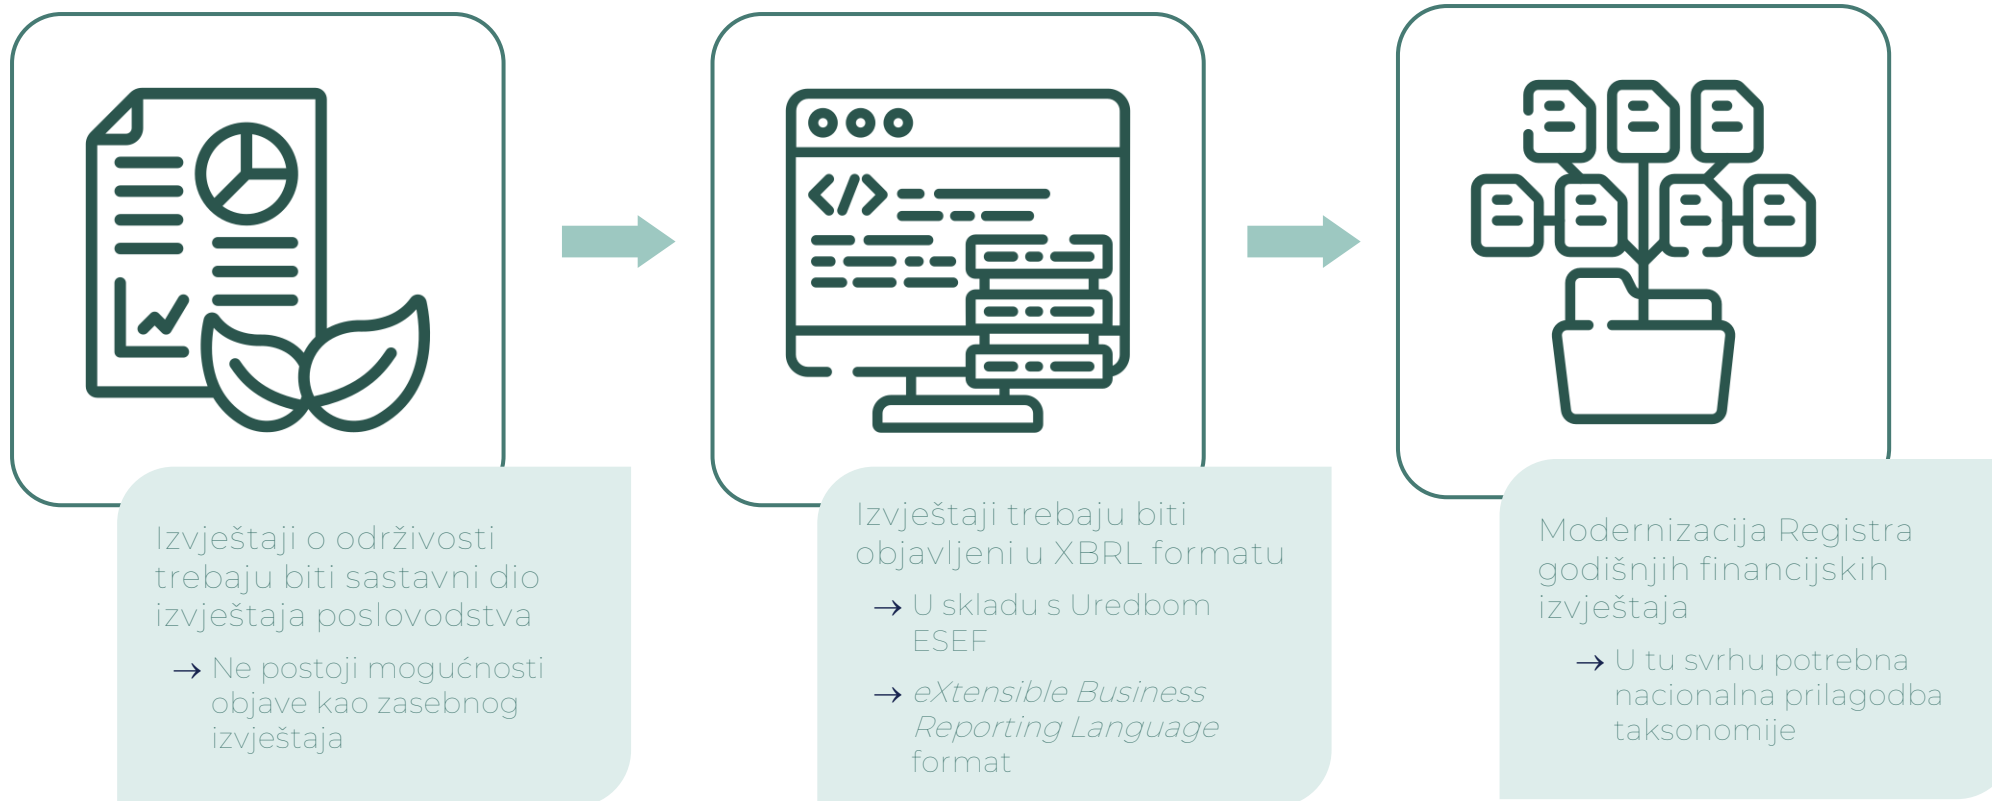 Izvještaji o održivosti
trebaju biti sastavni dio
izvještaja poslovodstva
→ Ne postoji mogućnosti
objave kao zasebnog
izvještaja
Izvještaji trebaju biti
objavljeni u XBRL formatu
→ U skladu s Uredbom
ESEF
→ eXtensible Business
Reporting Language
format
Modernizacija Registra
godišnjih financijskih
izvještaja
→ U tu svrhu potrebna
nacionalna prilagodba
taksonomije